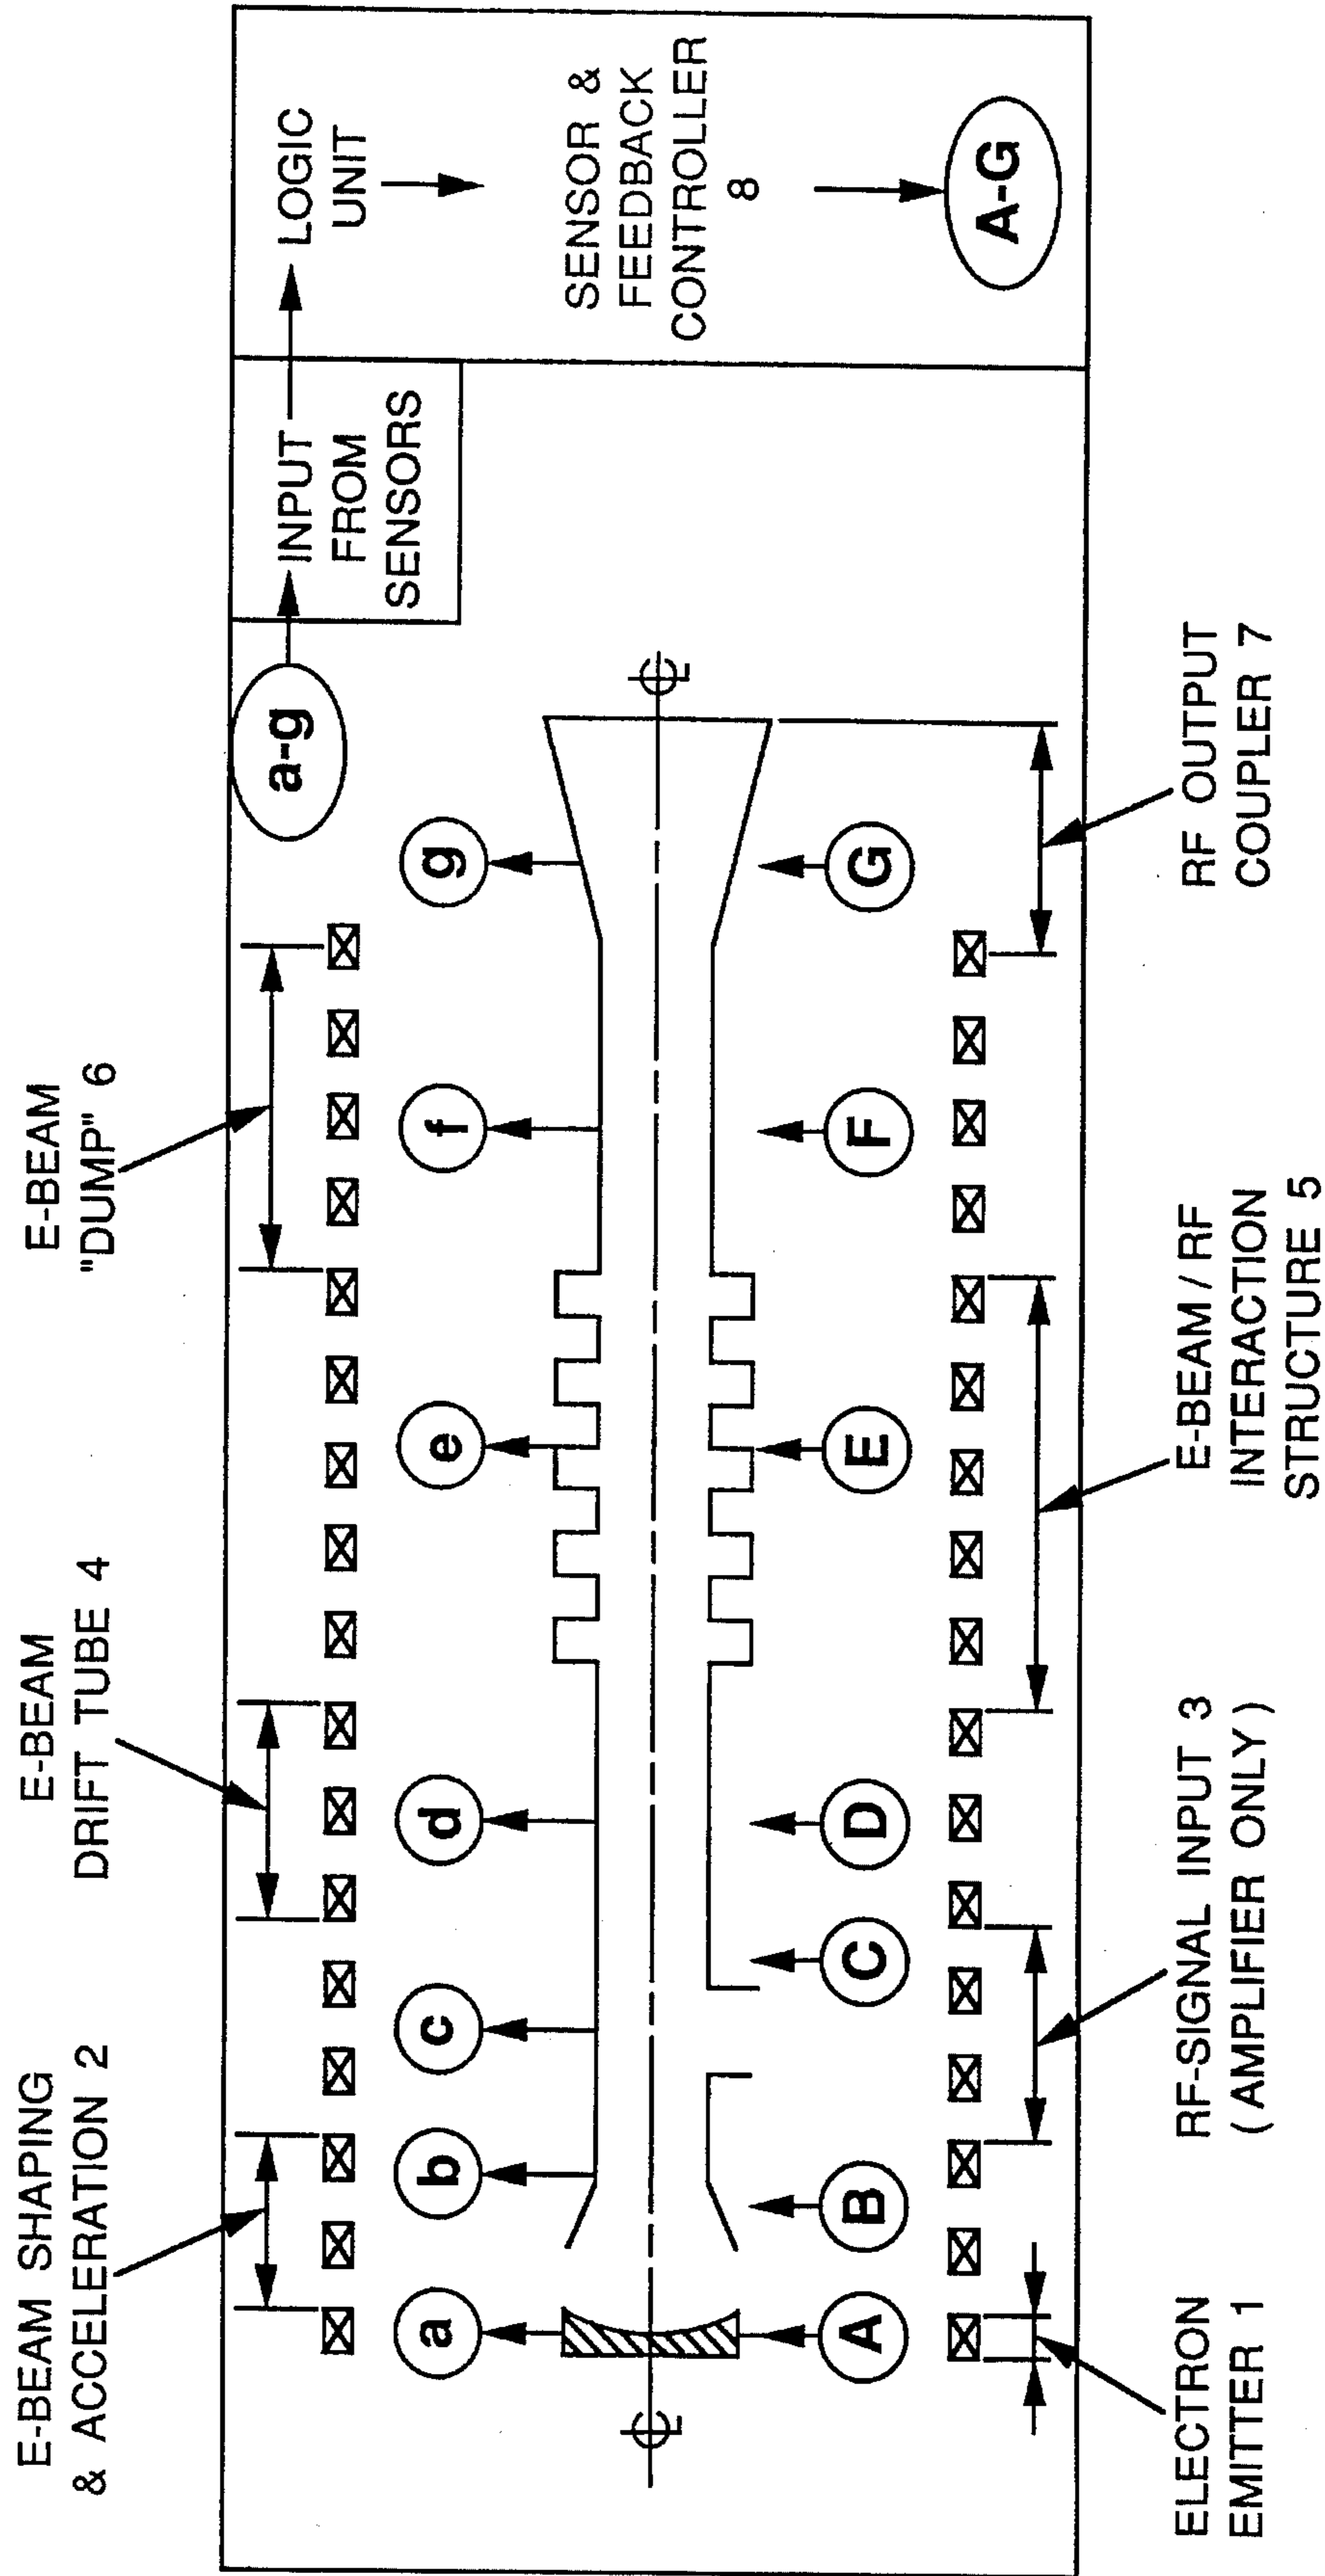 E-BEAM SHAPING
& ACCELERATION 2
E-BEAM
DRIFT TUBE 4
E-BEAM
"DUMP" 6
a-g
INPUT
FROM
SENSORS
LOGIC
UNIT
SENSOR &
FEEDBACK
CONTROLLER
8
A-G
a
b
c
d
e
f
g
A
B
C
D
E
F
G
ELECTRON
EMITTER 1
RF-SIGNAL INPUT 3
( AMPLIFIER ONLY )
E-BEAM / RF
INTERACTION
STRUCTURE 5
RF OUTPUT
COUPLER 7